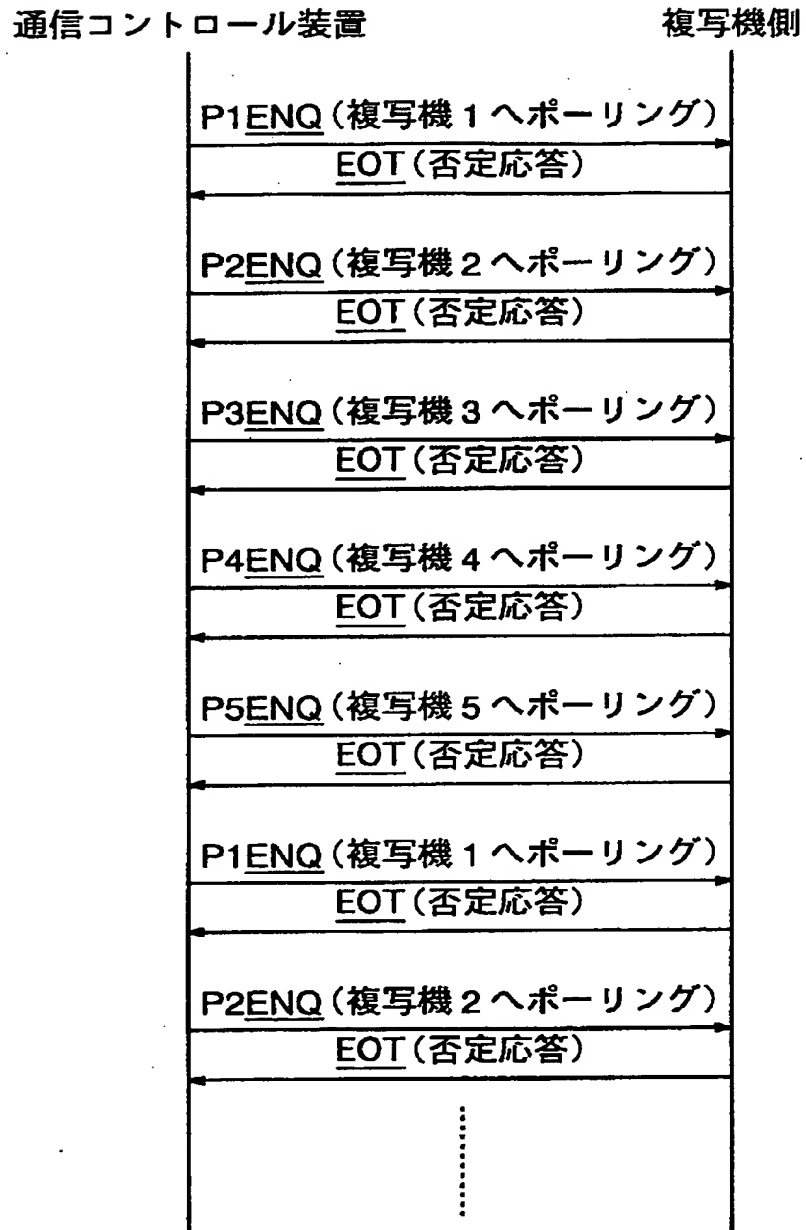 通信コントロール装置 複写機側
P1ENQ(複写機1へポーリング)
EOT(否定応答)
P2ENQ(複写機2へポーリング)
EOT(否定応答)
P3ENQ(複写機3へポーリング)
EOT(否定応答)
P4ENQ(複写機4へポーリング)
EOT(否定応答)
P5ENQ(複写機5へポーリング)
EOT(否定応答)
P1ENQ(複写機1へポーリング)
EOT(否定応答)
P2ENQ(複写機2へポーリング)
EOT(否定応答)